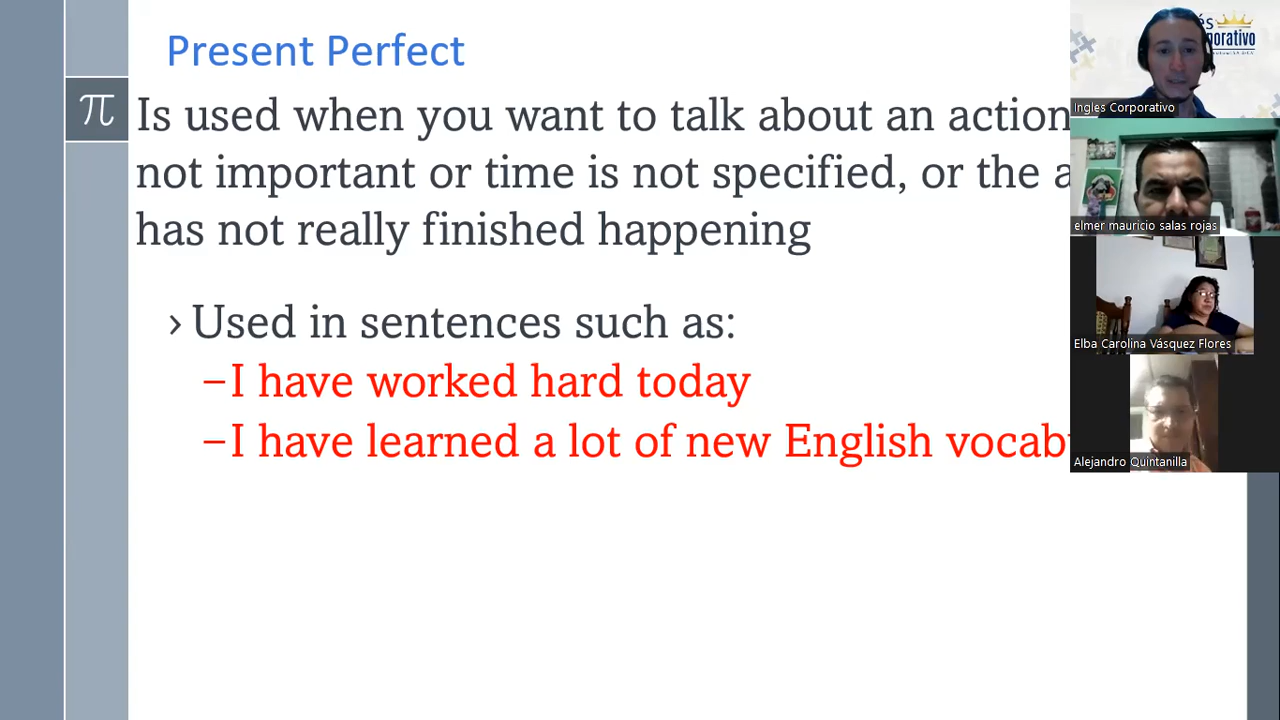 Present Perfect
π
Is used when you want to talk about an action
not important or time is not specified, or the
has not really finished happening
› Used in sentences such as:
–I have worked hard today
–I have learned a lot of new English
Ingles Corporativo
elmer mauricio salas rojas
Elba Carolina Vásquez Flores
Alejandro Quintanilla